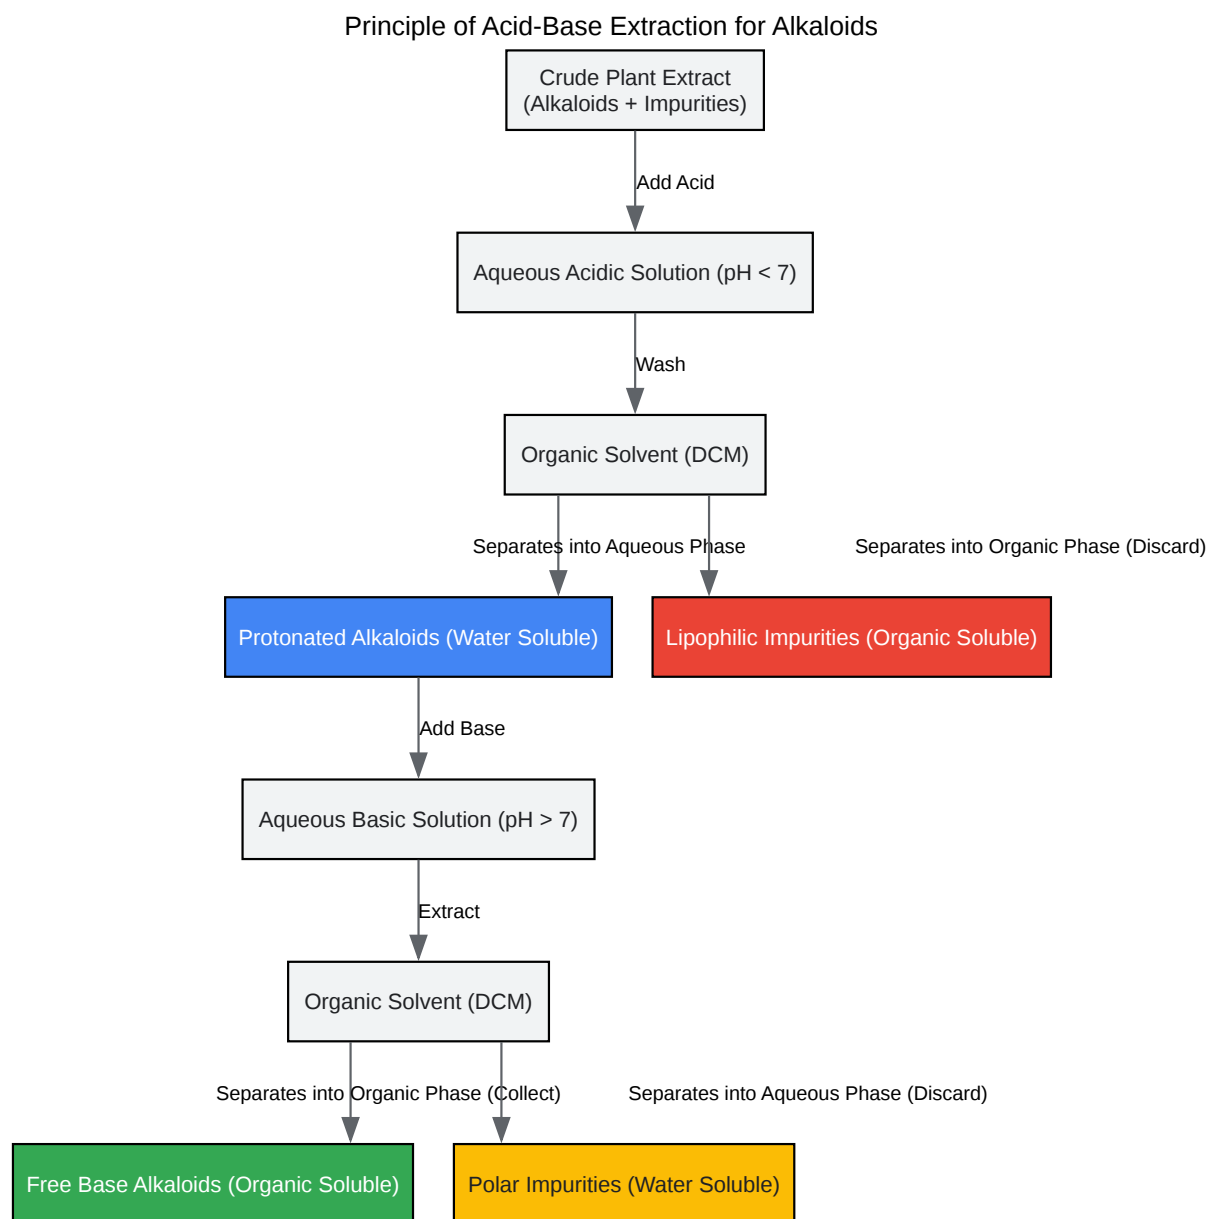 Principle of Acid-Base Extraction for Alkaloids
Crude Plant Extract
(Alkaloids + Impurities)
Add Acid
Aqueous Acidic Solution (pH < 7)
Wash
Organic Solvent (DCM)
Separates into Aqueous Phase
Separates into Organic Phase (Discard)
Protonated Alkaloids (Water Soluble)
Lipophilic Impurities (Organic Soluble)
Add Base
Aqueous Basic Solution (pH > 7)
Extract
Organic Solvent (DCM)
Separates into Organic Phase (Collect)
Separates into Aqueous Phase (Discard)
Free Base Alkaloids (Organic Soluble)
Polar Impurities (Water Soluble)